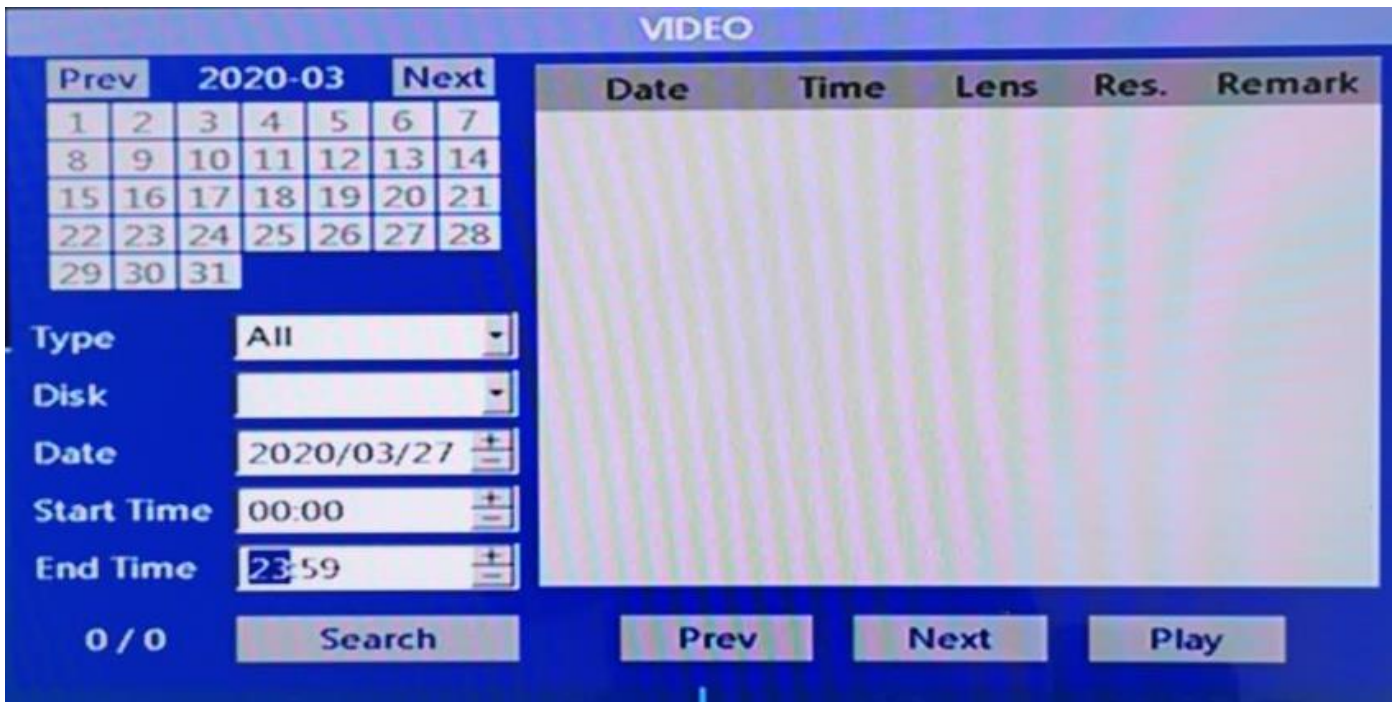 VIDEO
Prev 2020-03 Next
1 2 3 4 5 6 7
8 9 10 11 12 13 14
15 16 17 18 19 20 21
22 23 24 25 26 27 28
29 30 31
Type All
Disk
Date 2020/03/27 + −
Start Time 00:00 + −
End Time 23:59 + −
0 / 0 Search
Date Time Lens Res. Remark
Prev Next Play